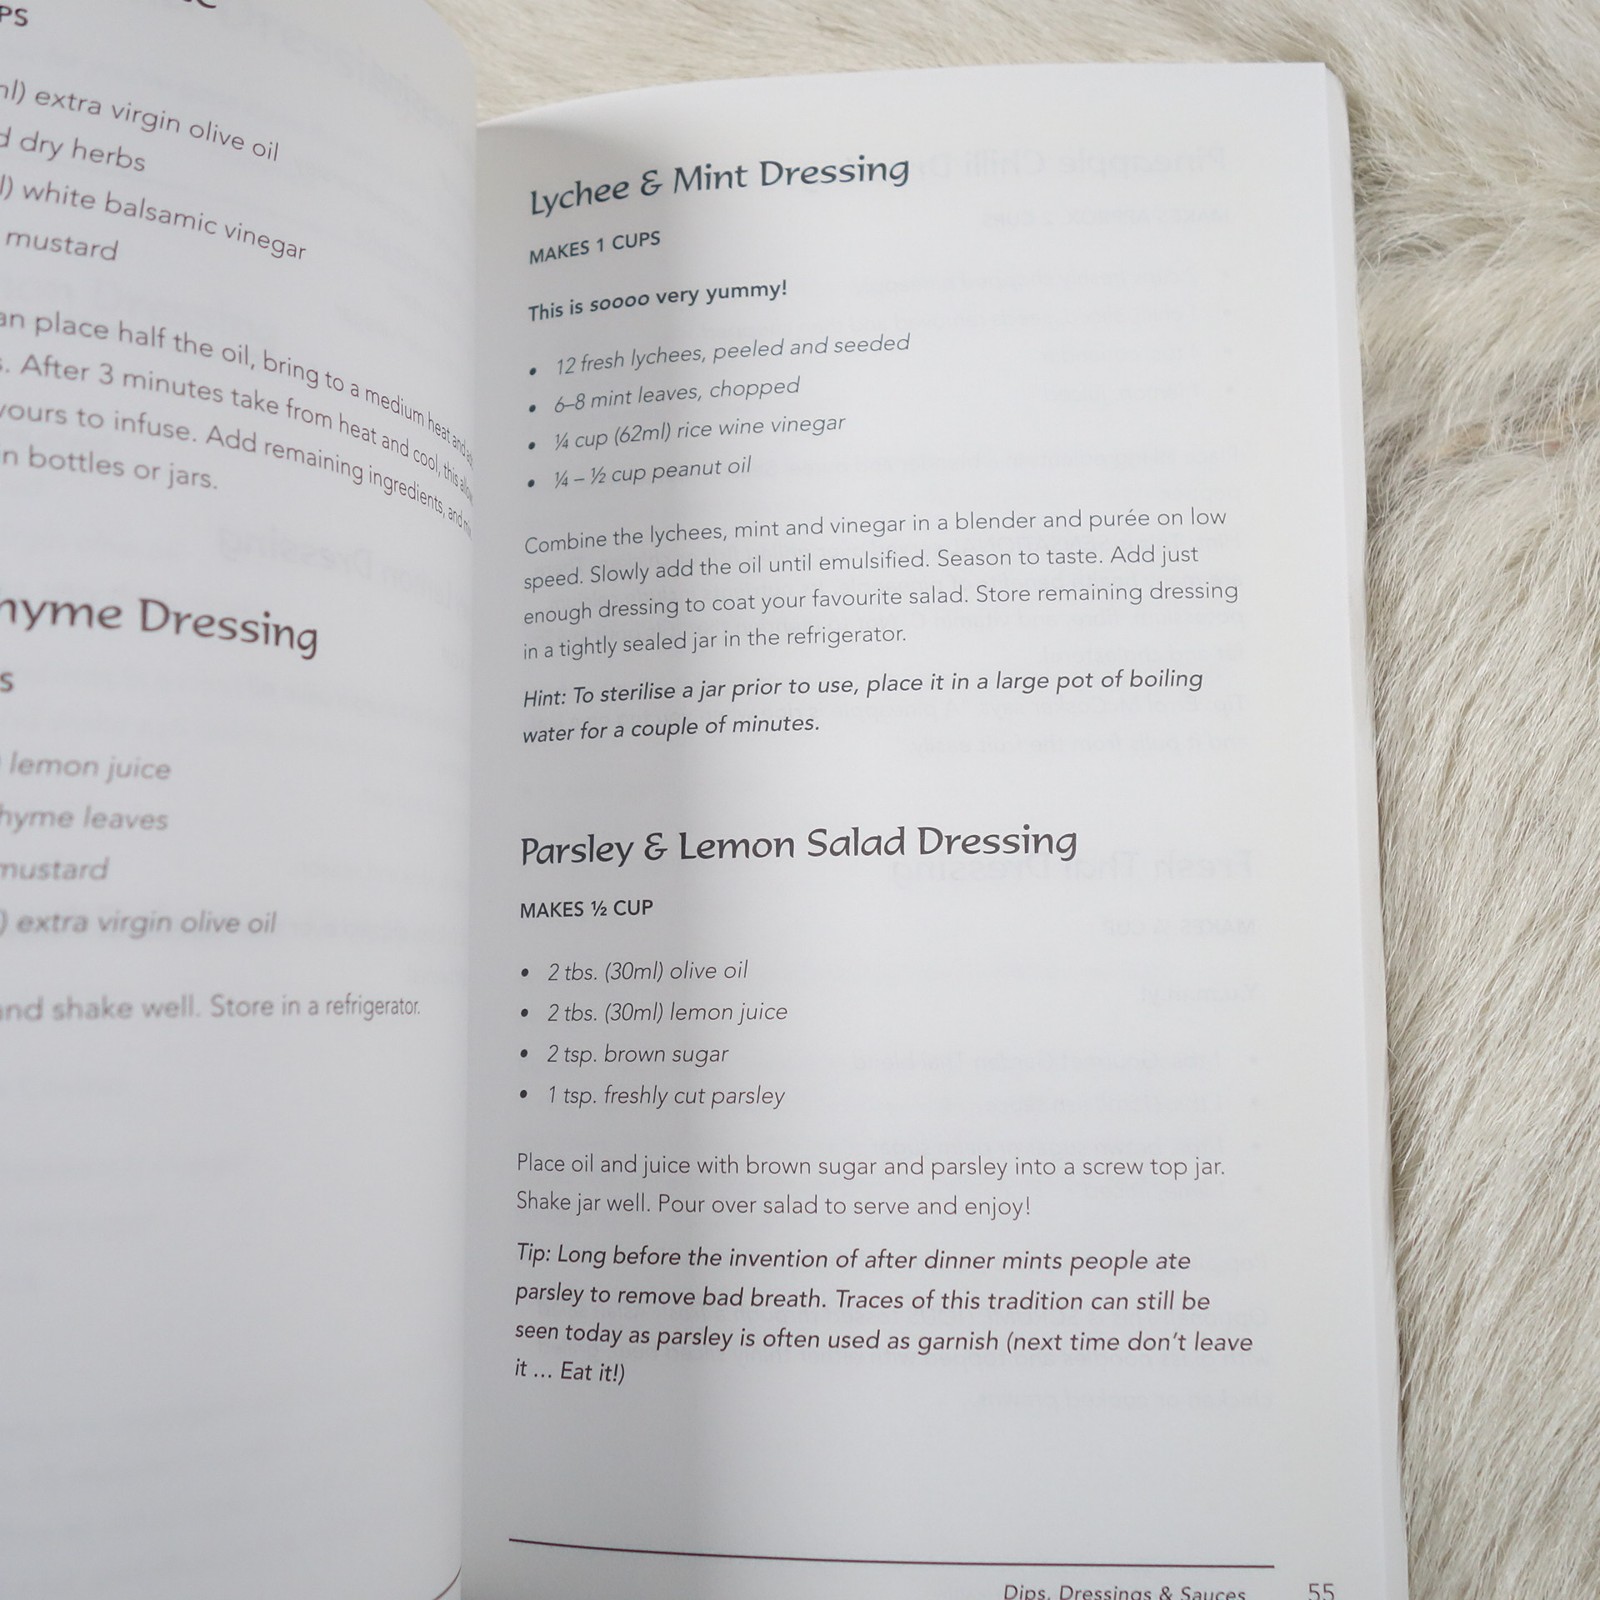 PS
ml) extra virgin olive oil
d dry herbs
l) white balsamic vinegar
mustard
an place half the oil, bring to a medium heat and
s. After 3 minutes take from heat and cool, this
vours to infuse. Add remaining ingredients, and
in bottles or jars.
hyme Dressing
s
lemon juice
hyme leaves
mustard
) extra virgin olive oil
and shake well. Store in a refrigerator.
Lychee & Mint Dressing
MAKES 1 CUPS
This is soooo very yummy!
• 12 fresh lychees, peeled and seeded
• 6–8 mint leaves, chopped
• ¼ cup (62ml) rice wine vinegar
• ¼ – ½ cup peanut oil
Combine the lychees, mint and vinegar in a blender and purée on low
speed. Slowly add the oil until emulsified. Season to taste. Add just
enough dressing to coat your favourite salad. Store remaining dressing
in a tightly sealed jar in the refrigerator.
Hint: To sterilise a jar prior to use, place it in a large pot of boiling
water for a couple of minutes.
Parsley & Lemon Salad Dressing
MAKES ½ CUP
• 2 tbs. (30ml) olive oil
• 2 tbs. (30ml) lemon juice
• 2 tsp. brown sugar
• 1 tsp. freshly cut parsley
Place oil and juice with brown sugar and parsley into a screw top jar.
Shake jar well. Pour over salad to serve and enjoy!
Tip: Long before the invention of after dinner mints people ate
parsley to remove bad breath. Traces of this tradition can still be
seen today as parsley is often used as garnish (next time don't leave
it ... Eat it!)
Dips, Dressings & Sauces 55